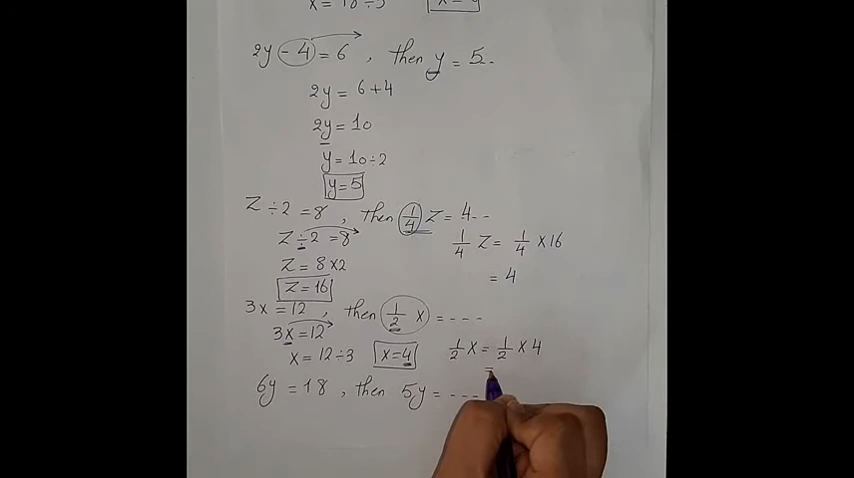 x = 18 ÷
2y - 4 = 6 , then y = 5 --
2y = 6 + 4
2y = 10
y = 10 ÷ 2
y = 5
Z ÷ 2 = 8 , then 1/4 Z = 4 --
Z ÷ 2 = 8
1/4 Z = 1/4 × 16
Z = 8 × 2
= 4
Z = 16
3x = 12 , then 1/2 x = ----
3x = 12
x = 12 ÷ 3
x = 4
1/2 x = 1/2 × 4
=
6y = 18 , then 5y = ---